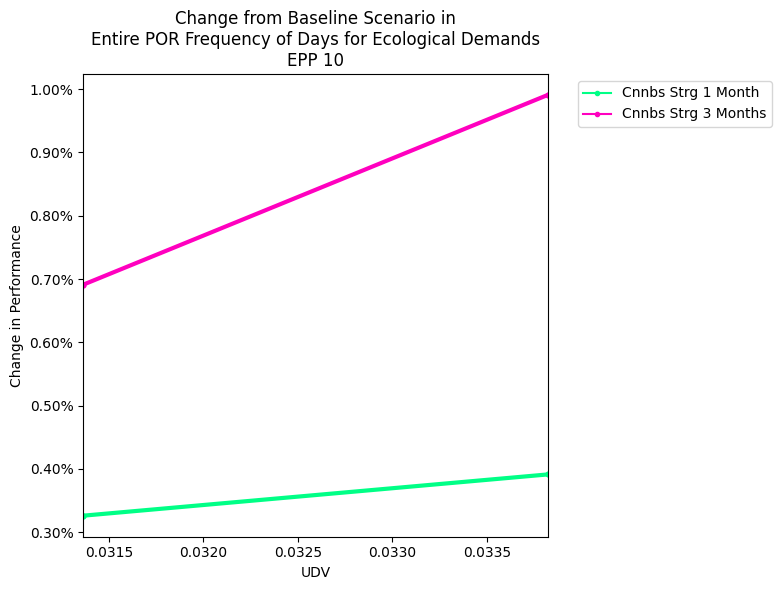 Change from Baseline Scenario in
Entire POR Frequency of Days for Ecological Demands
EPP 10
Cnnbs Strg 1 Month
Cnnbs Strg 3 Months
Change in Performance
1.00%
0.90%
0.80%
0.70%
0.60%
0.50%
0.40%
0.30%
0.0315 0.0320 0.0325 0.0330 0.0335
UDV